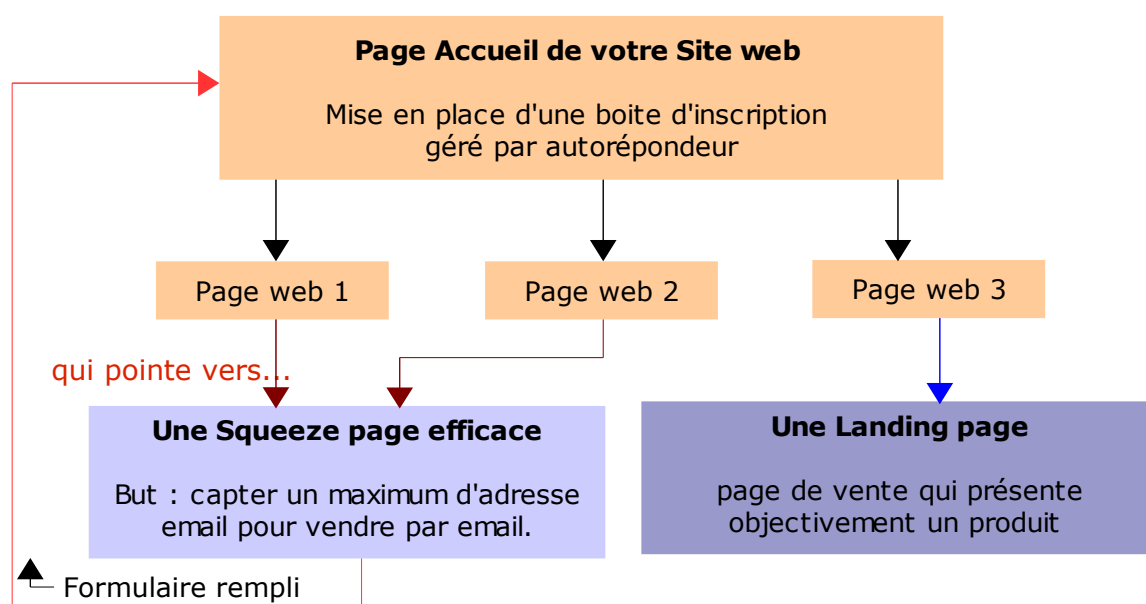 Page Accueil de votre Site web
Mise en place d'une boite d'inscription
géré par autorépondeur
Page web 1
Page web 2
Page web 3
qui pointe vers...
Une Squeeze page efficace
But : capter un maximum d'adresse
email pour vendre par email.
Une Landing page
page de vente qui présente
objectivement un produit
Formulaire rempli